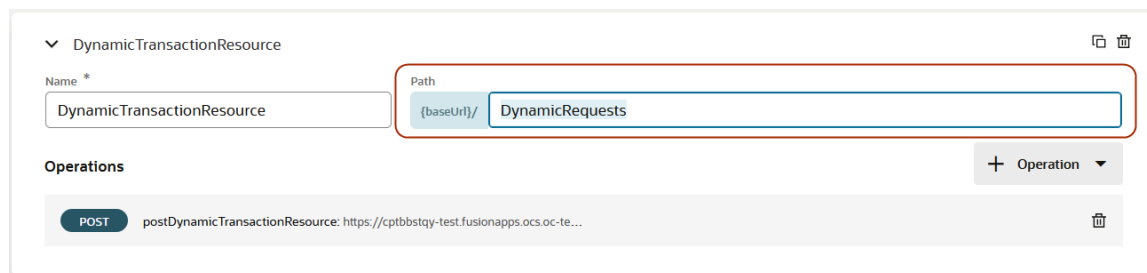 DynamicTransactionResource
Name *
Path
DynamicTransactionResource
{baseUrl}/ DynamicRequests
Operations
+ Operation
POST postDynamicTransactionResource: https://cptbbstqy-test.fusionapps.ocs.oc-te...